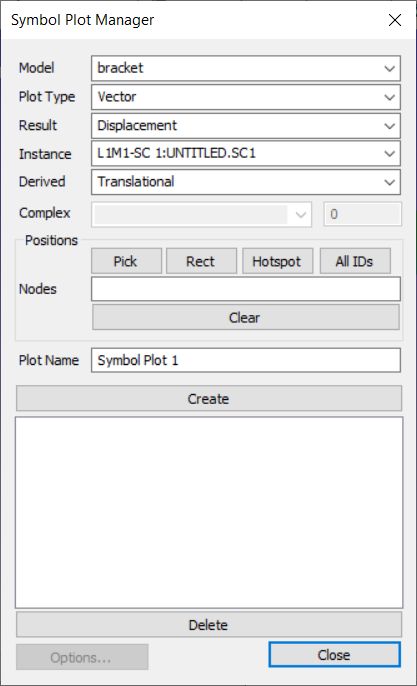 Symbol Plot Manager
Model bracket
Plot Type Vector
Result Displacement
Instance L1M1-SC 1:UNTITLED.SC1
Derived Translational
Complex 0
Positions
Pick Rect Hotspot All IDs
Nodes
Clear
Plot Name Symbol Plot 1
Create
Delete
Options... Close